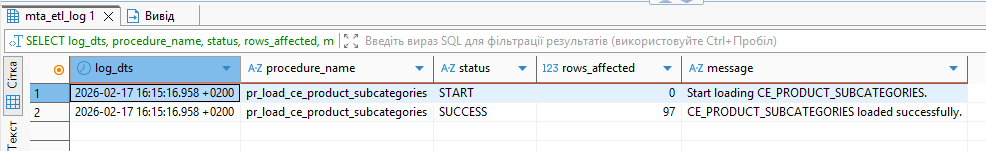 mta_etl_log 1
Вивід
SELECT log_dts, procedure_name, status, rows_affected, m
Введіть вираз SQL для фільтрації результатів (використовуйте Ctrl+Пробіл)
Сітка
Текст
log_dts A-Z procedure_name A-Z status 123 rows_affected A-Z message
1 2026-02-17 16:15:16.958 +0200 pr_load_ce_product_subcategories START 0 Start loading CE_PRODUCT_SUBCATEGORIES.
2 2026-02-17 16:15:16.958 +0200 pr_load_ce_product_subcategories SUCCESS 97 CE_PRODUCT_SUBCATEGORIES loaded successfully.